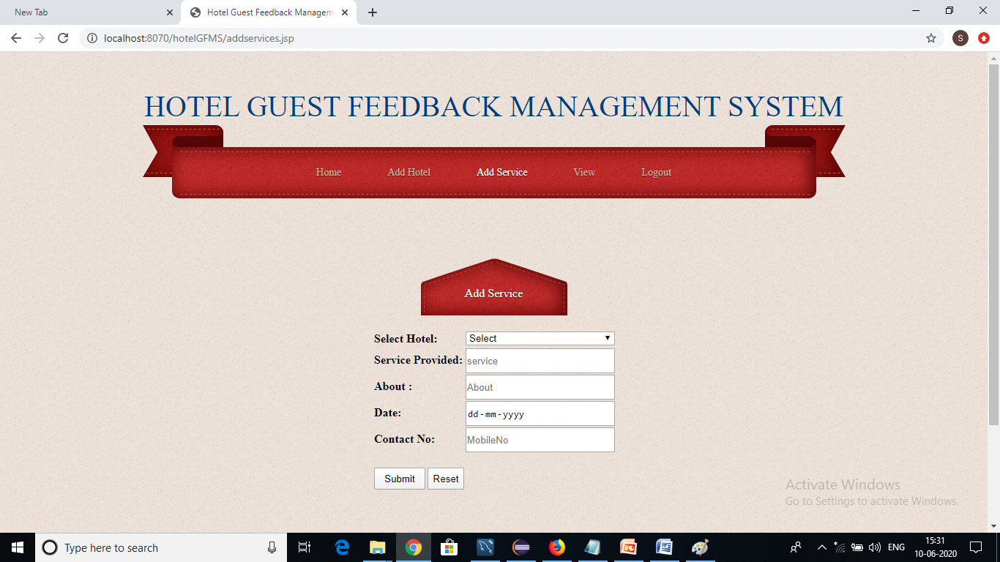 New Tab
Hotel Guest Feedback Managem
localhost:8070/hotelGFMS/addservices.jsp
S
HOTEL GUEST FEEDBACK MANAGEMENT SYSTEM
Home Add Hotel Add Service View Logout
Add Service
Select Hotel: Select
Service Provided: service
About : About
Date: dd-mm-yyyy
Contact No: MobileNo
Submit Reset
Activate Windows
Go to Settings to activate Windows.
Type here to search
ENG
15:31
10-06-2020